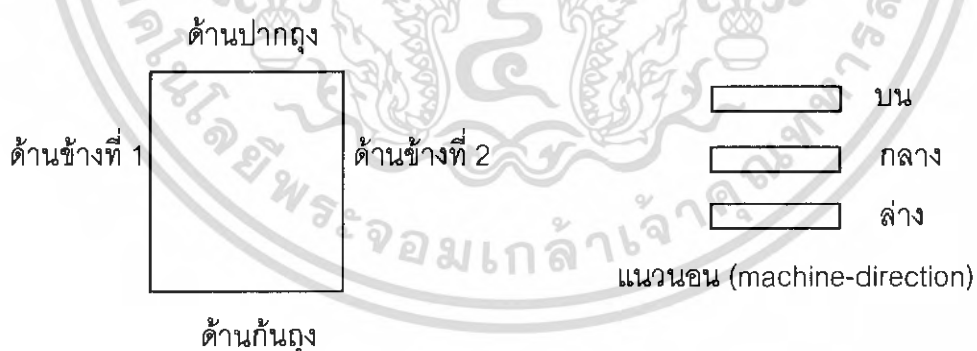 ด้านปากถุง
ด้านข้างที่ 1
ด้านข้างที่ 2
ด้านก้นถุง
บน
กลาง
ล่าง
แนวนอน (machine-direction)